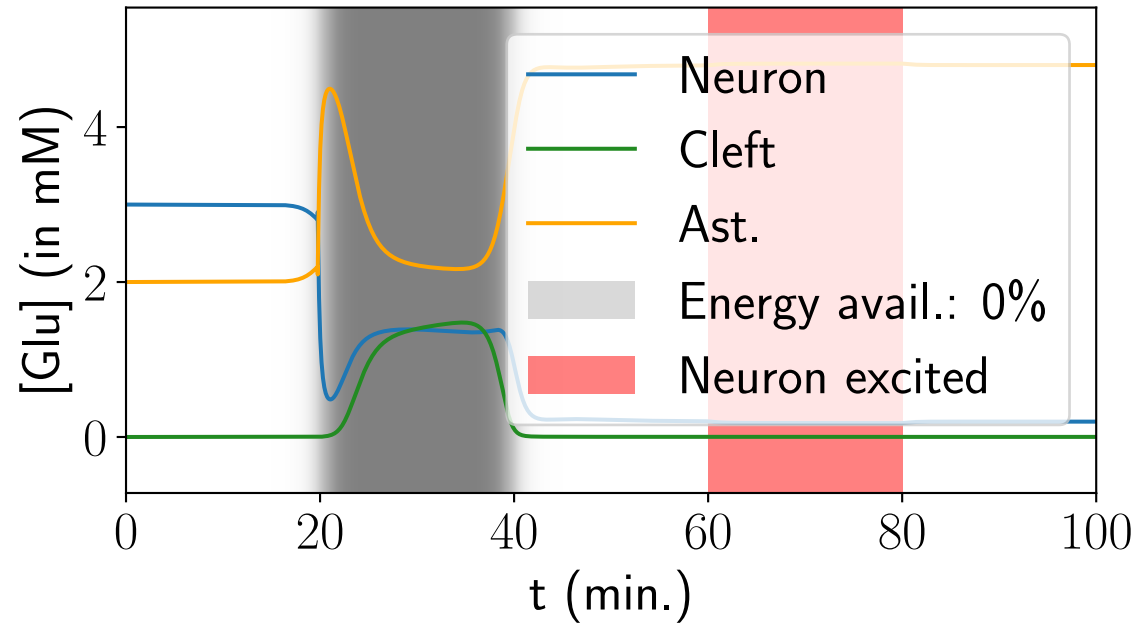 [Glu] (in mM)
4
2
0
Neuron
Cleft
Ast.
Energy avail.: 0%
Neuron excited
0 20 40 60 80 100
t (min.)